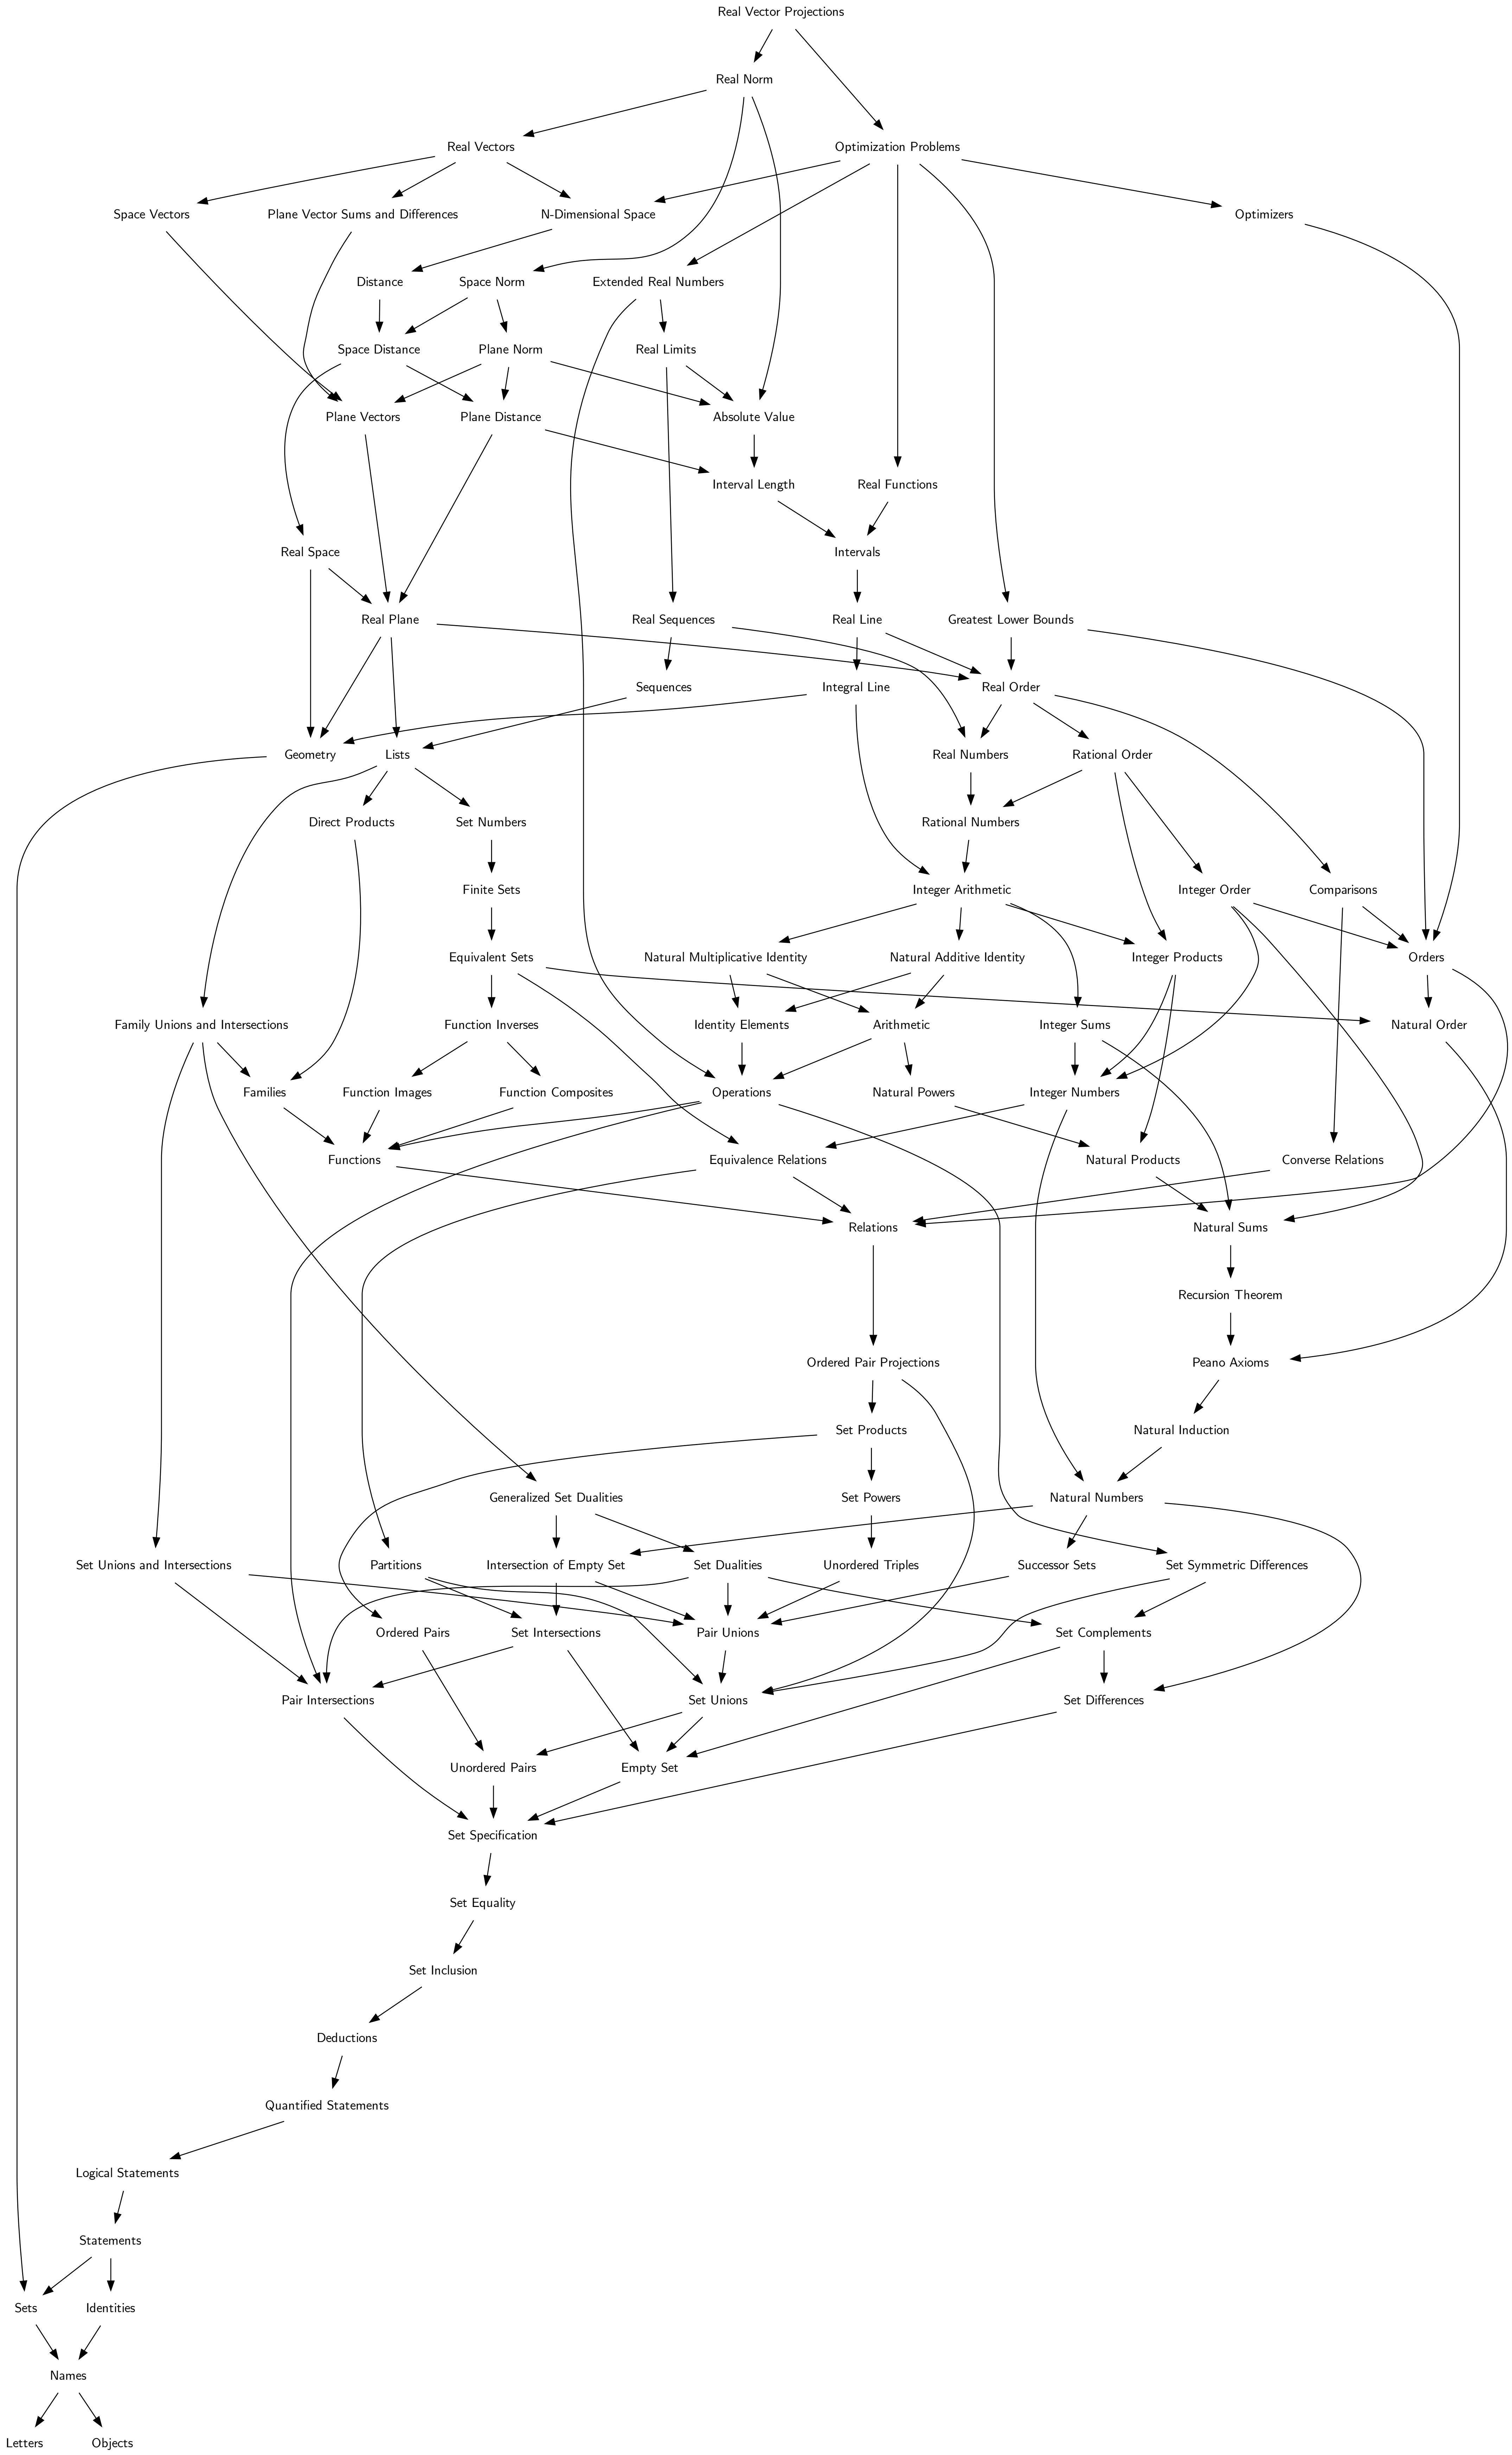 Real Vector Projections
Real Norm
Real Vectors
Optimization Problems
Space Vectors
Plane Vector Sums and Differences
N-Dimensional Space
Optimizers
Distance
Space Norm
Extended Real Numbers
Space Distance
Plane Norm
Real Limits
Plane Vectors
Plane Distance
Absolute Value
Interval Length
Real Functions
Real Space
Intervals
Real Plane
Real Sequences
Real Line
Greatest Lower Bounds
Sequences
Integral Line
Real Order
Geometry
Lists
Real Numbers
Rational Order
Direct Products
Set Numbers
Rational Numbers
Finite Sets
Integer Arithmetic
Integer Order
Comparisons
Equivalent Sets
Natural Multiplicative Identity
Natural Additive Identity
Integer Products
Orders
Family Unions and Intersections
Function Inverses
Identity Elements
Arithmetic
Integer Sums
Natural Order
Families
Function Images
Function Composites
Operations
Natural Powers
Integer Numbers
Functions
Equivalence Relations
Natural Products
Converse Relations
Relations
Natural Sums
Recursion Theorem
Ordered Pair Projections
Peano Axioms
Set Products
Natural Induction
Generalized Set Dualities
Set Powers
Natural Numbers
Set Unions and Intersections
Partitions
Intersection of Empty Set
Set Dualities
Unordered Triples
Successor Sets
Set Symmetric Differences
Ordered Pairs
Set Intersections
Pair Unions
Set Complements
Pair Intersections
Set Unions
Set Differences
Unordered Pairs
Empty Set
Set Specification
Set Equality
Set Inclusion
Deductions
Quantified Statements
Logical Statements
Statements
Sets
Identities
Names
Letters
Objects